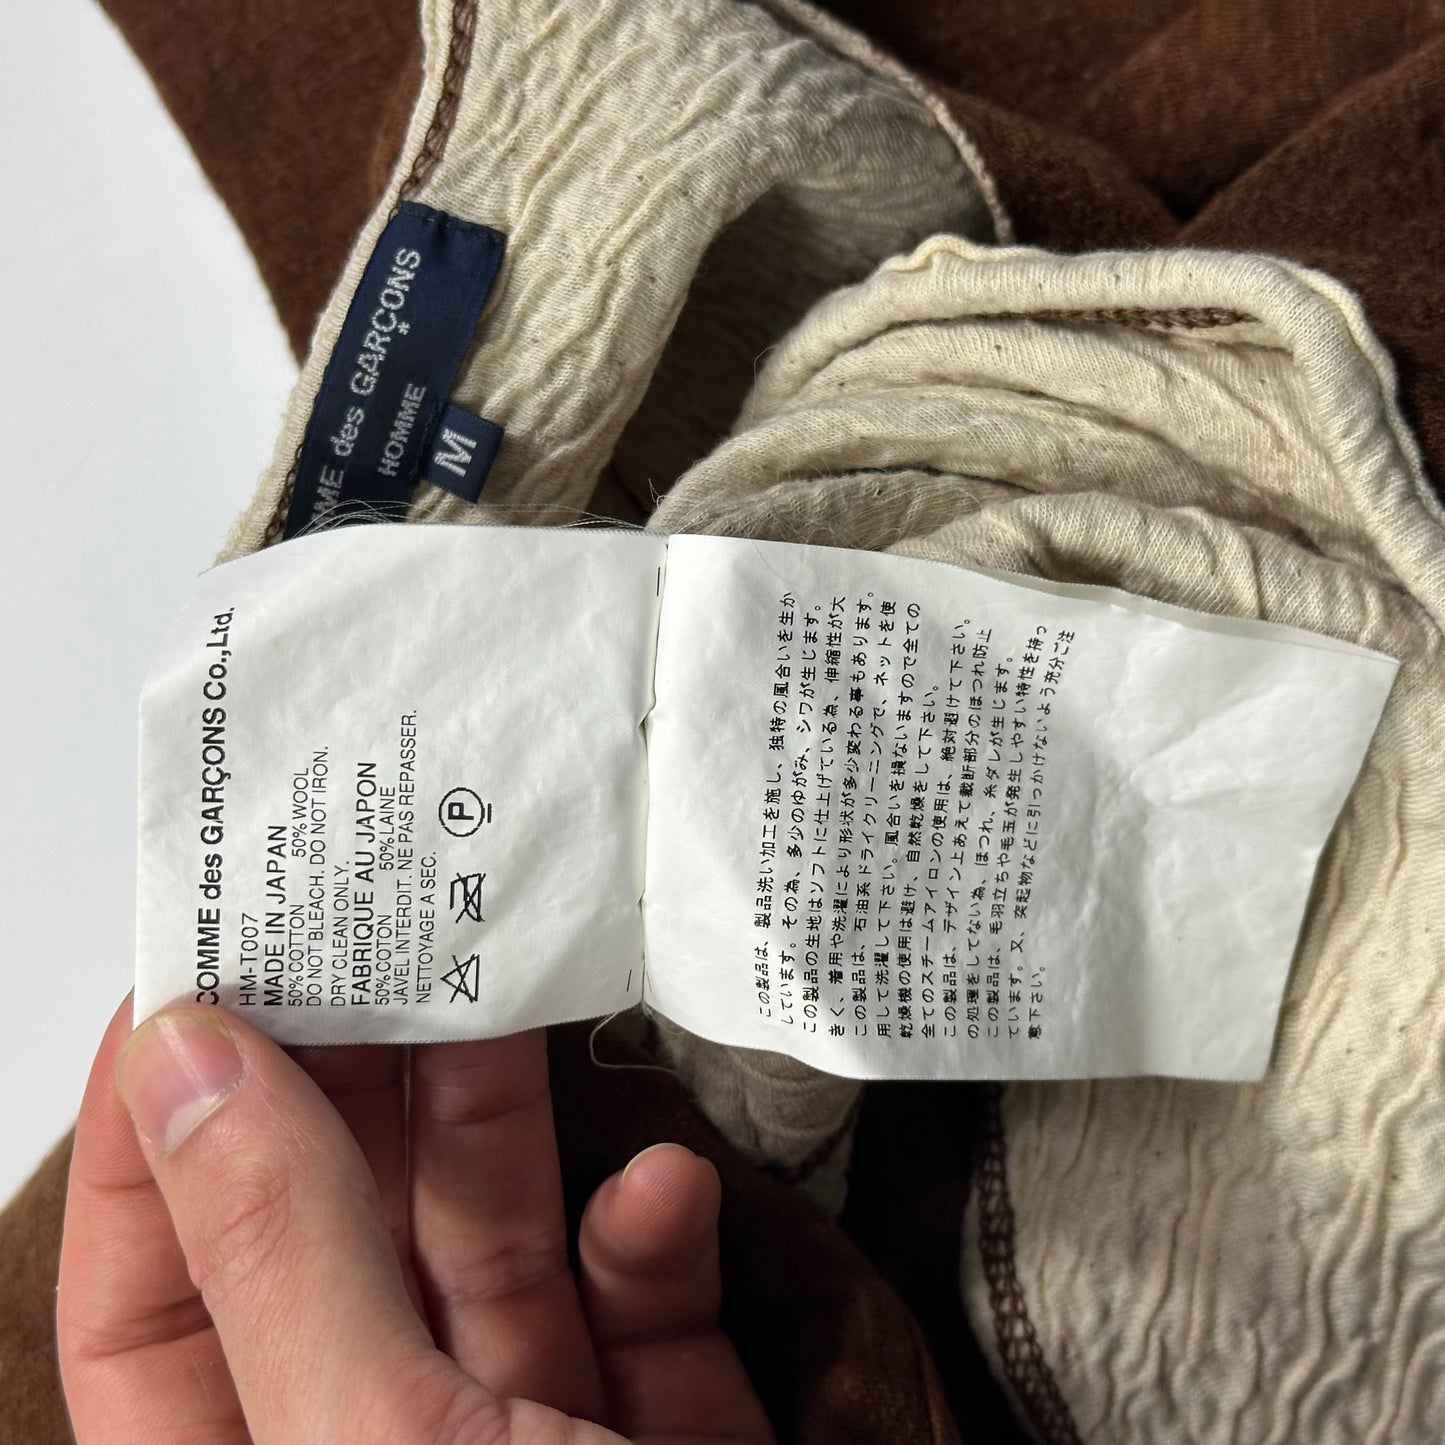 des GARÇONS
HOMME
M
COMME des GARÇONS Co.,Ltd.
HM-T007
MADE IN JAPAN
50% COTTON 50% WOOL
DO NOT BLEACH. DO NOT IRON.
DRY CLEAN ONLY.
FABRIQUE AU JAPON
50% COTON 50% LAINE
JAVEL INTERDIT. NE PAS REPASSER.
NETTOYAGE A SEC.
P
この製品は、製品洗い加工を施し、独特の風合いを生か
しています。その為、多少のゆがみ、シワが生じます。
この製品の生地はソフトに仕上げている為、伸縮性が大
きく、着用や洗濯により形状が多少変わる事もあります。
この製品は、石油系ドライクリーニングで、ネットを使
用して洗濯して下さい。風合いを損ないますので全ての
乾燥機の使用は避け、自然乾燥をして下さい。
全てのスチームアイロンの使用は、絶対避けて下さい。
この製品は、デザイン上あえて裁断部分のほつれ防止
の処理をしてない為、ほつれ、糸ダレが生じます。
この製品は、毛羽立ちや毛玉が発生しやすい特性を持っ
ています。又、突起物などに引っかけないよう充分ご注
意下さい。